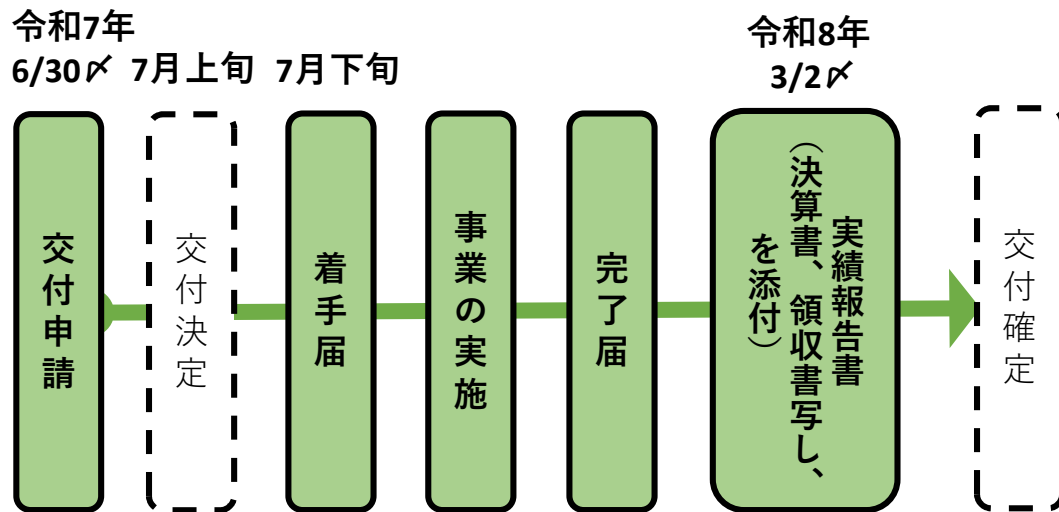 令和7年
6/30〆 7月上旬 7月下旬
令和8年
3/2〆
交付申請
交付決定
着手届
事業の実施
完了届
実績報告書
（決算書、領収書写し、
を添付）
交付確定